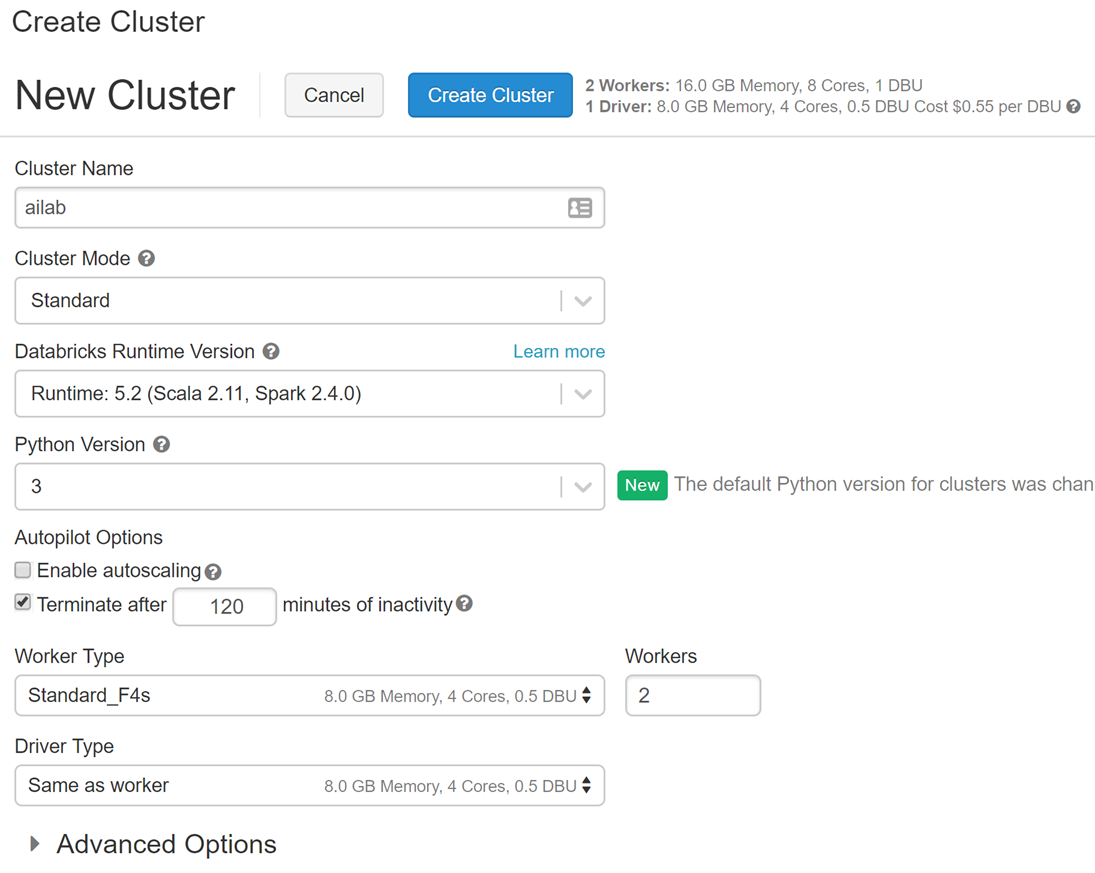 Create Cluster
New Cluster
Cancel
Create Cluster
2 Workers: 16.0 GB Memory, 8 Cores, 1 DBU
1 Driver: 8.0 GB Memory, 4 Cores, 0.5 DBU Cost $0.55 per DBU ?
Cluster Name
ailab
Cluster Mode ?
Standard
Databricks Runtime Version ? Learn more
Runtime: 5.2 (Scala 2.11, Spark 2.4.0)
Python Version ?
3
New The default Python version for clusters was chan
Autopilot Options
Enable autoscaling ?
Terminate after 120 minutes of inactivity ?
Worker Type
Workers
Standard_F4s 8.0 GB Memory, 4 Cores, 0.5 DBU
2
Driver Type
Same as worker 8.0 GB Memory, 4 Cores, 0.5 DBU
Advanced Options